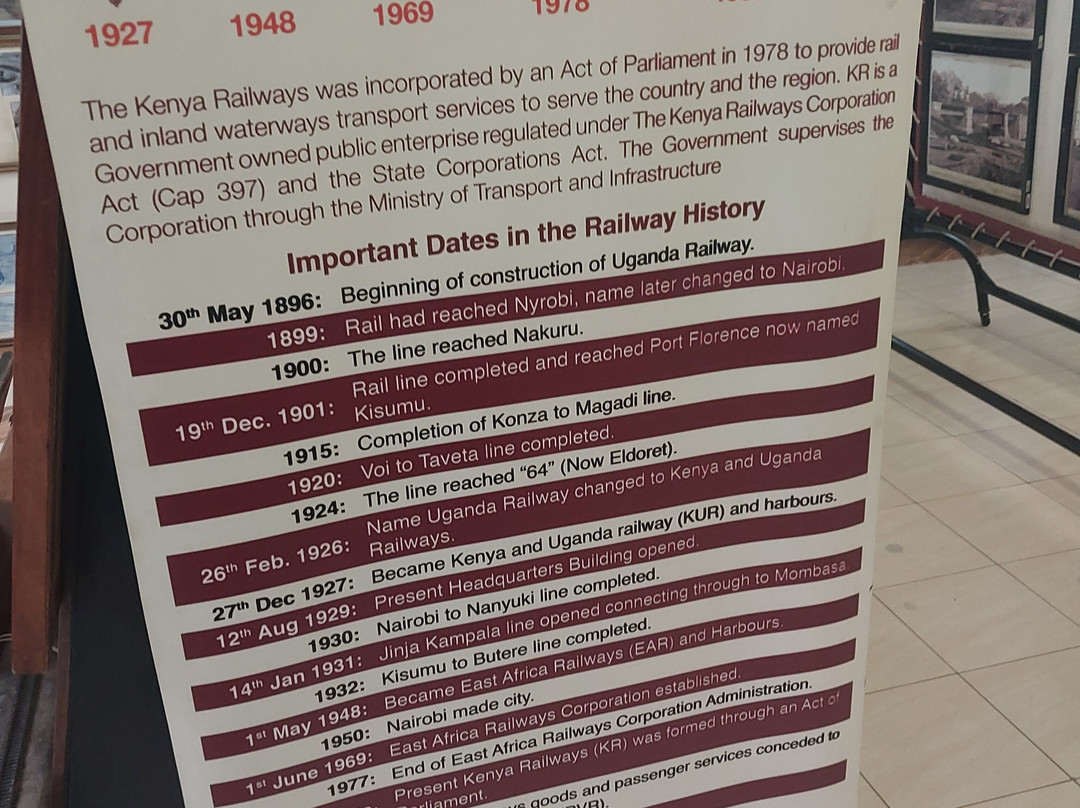 1927 1948 1969 1978
The Kenya Railways was incorporated by an Act of Parliament in 1978 to provide rail
and inland waterways transport services to serve the country and the region. KR is a
Government owned public enterprise regulated under The Kenya Railways Corporation
Act (Cap 397) and the State Corporations Act. The Government supervises the
Corporation through the Ministry of Transport and Infrastructure
Important Dates in the Railway History
30th May 1896: Beginning of construction of Uganda Railway.
1899: Rail had reached Nyrobi, name later changed to Nairobi.
1900: The line reached Nakuru.
19th Dec. 1901: Rail line completed and reached Port Florence now named
Kisumu.
1915: Completion of Konza to Magadi line.
1920: Voi to Taveta line completed.
1924: The line reached “64” (Now Eldoret).
26th Feb. 1926: Name Uganda Railway changed to Kenya and Uganda
Railways.
27th Dec 1927: Became Kenya and Uganda railway (KUR) and harbours.
12th Aug 1929: Present Headquarters Building opened.
1930: Nairobi to Nanyuki line completed.
14th Jan 1931: Jinja Kampala line opened connecting through to Mombasa
1932: Kisumu to Butere line completed.
1st May 1948: Became East Africa Railways (EAR) and Harbours.
1950: Nairobi made city.
1st June 1969: East Africa Railways Corporation established.
1977: End of East Africa Railways Corporation Administration.
Present Kenya Railways (KR) was formed through an Act of
goods and passenger services conceded to